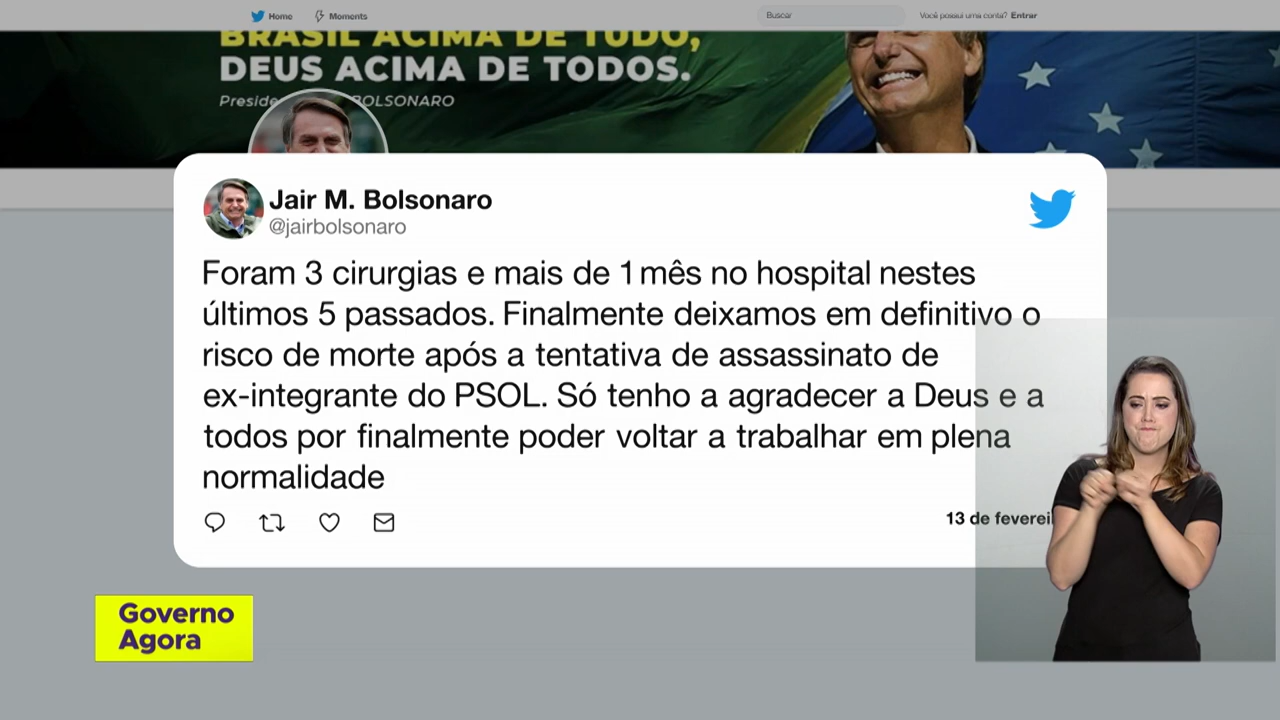 Home Moments Buscar Você possui uma conta? Entrar
BRASIL ACIMA DE TUDO,
DEUS ACIMA DE TODOS.
BOLSONARO
Jair M. Bolsonaro
@jairbolsonaro
Foram 3 cirurgias e mais de 1 mês no hospital nestes
últimos 5 passados. Finalmente deixamos em definitivo o
risco de morte após a tentativa de assassinato de
ex-integrante do PSOL. Só tenho a agradecer a Deus e a
todos por finalmente poder voltar a trabalhar em plena
normalidade
13 de feverei
Governo
Agora